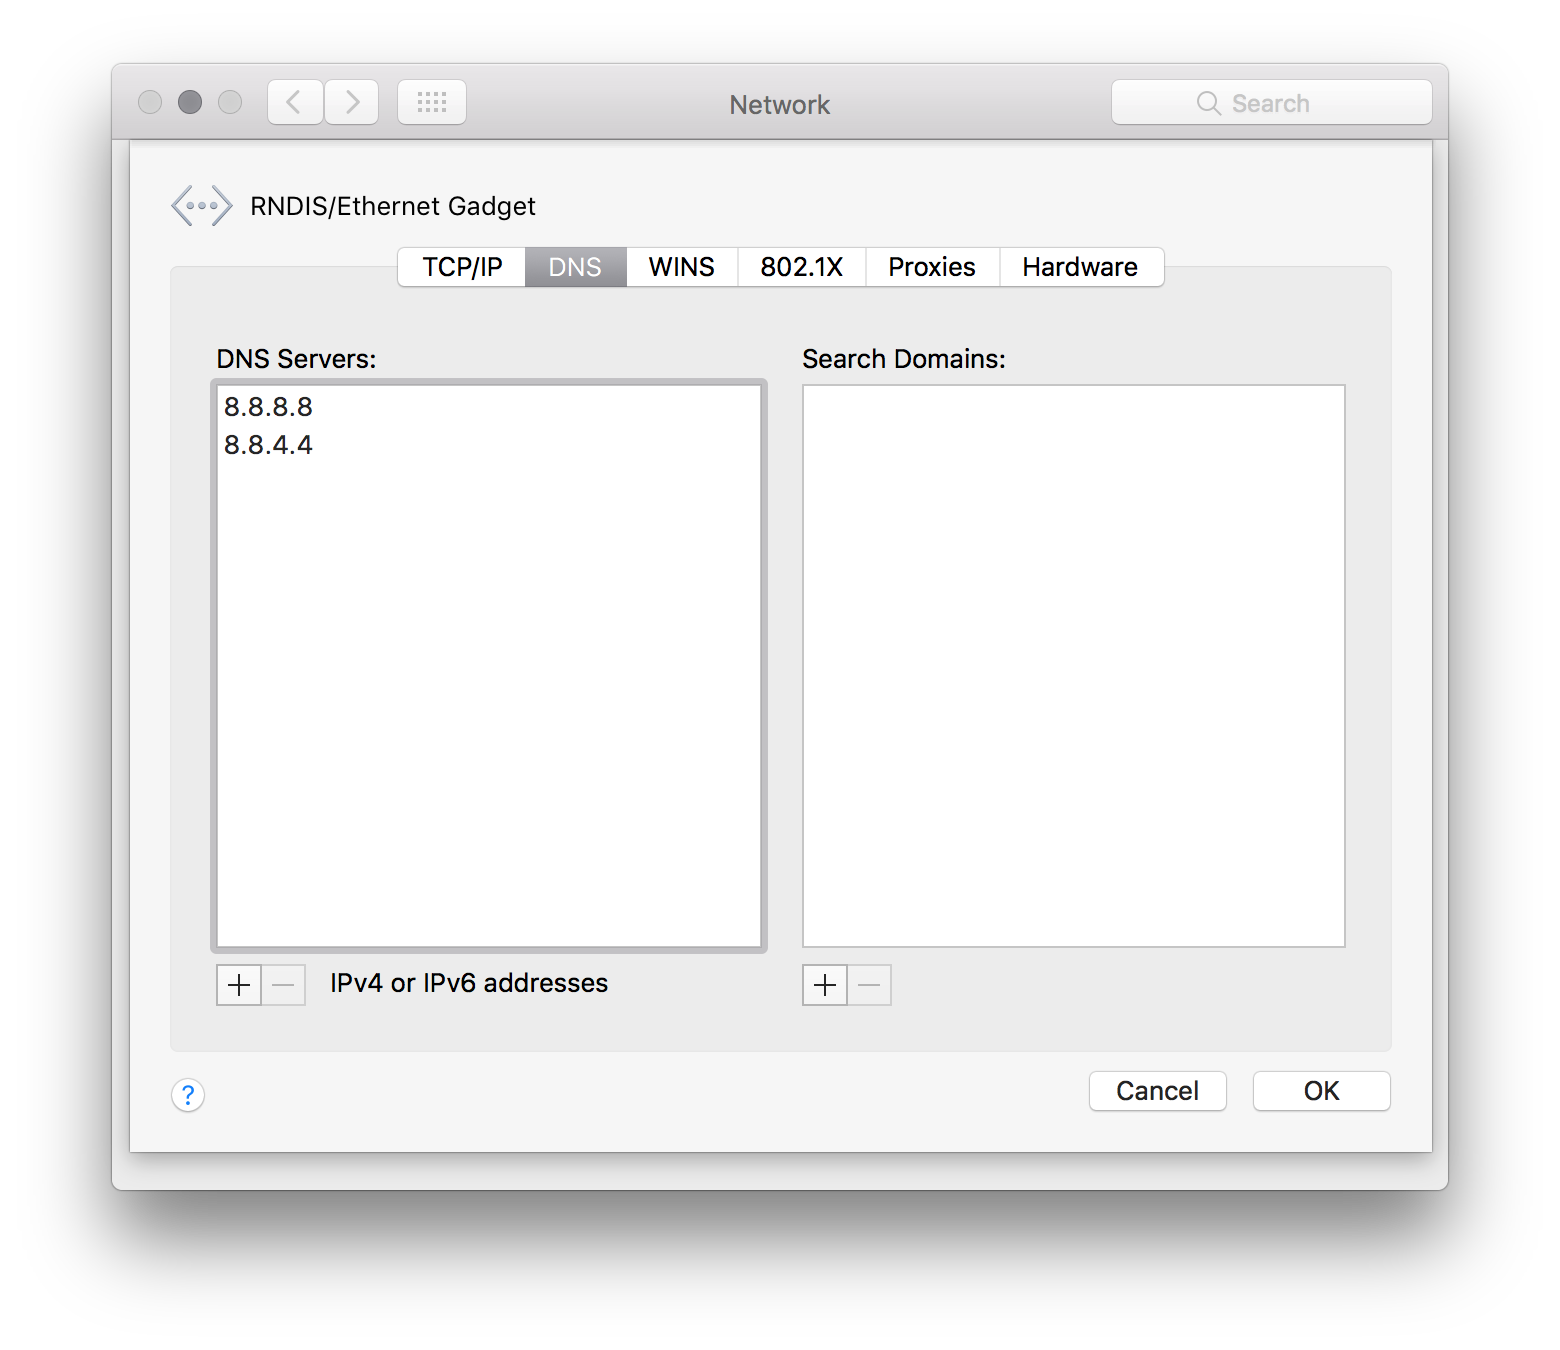 Network
Search
RNDIS/Ethernet Gadget
TCP/IP DNS WINS 802.1X Proxies Hardware
DNS Servers:
8.8.8.8
8.8.4.4
IPv4 or IPv6 addresses
Search Domains:
?
Cancel
OK